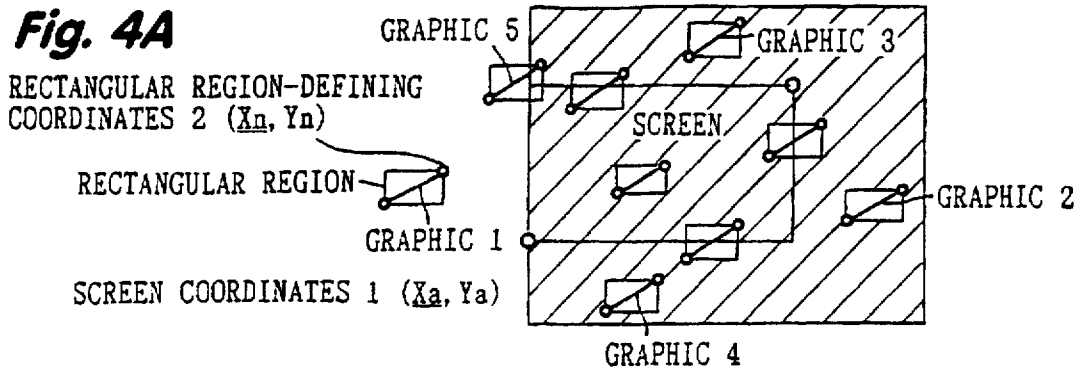 Fig. 4A
GRAPHIC 5
GRAPHIC 3
RECTANGULAR REGION-DEFINING
COORDINATES 2 (Xn, Yn)
SCREEN
RECTANGULAR REGION
GRAPHIC 2
GRAPHIC 1
SCREEN COORDINATES 1 (Xa, Ya)
GRAPHIC 4